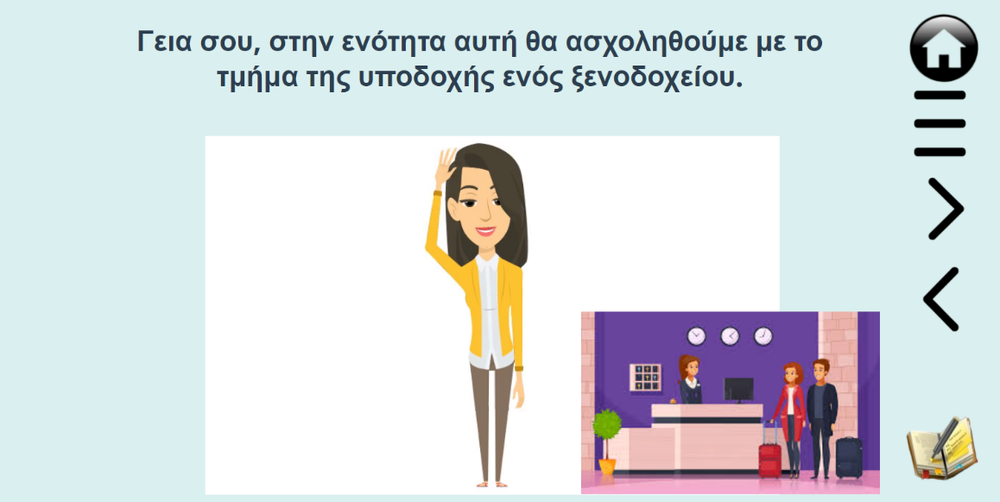 Γεια σου, στην ενότητα αυτή θα ασχοληθούμε με το
τμήμα της υποδοχής ενός ξενοδοχείου.